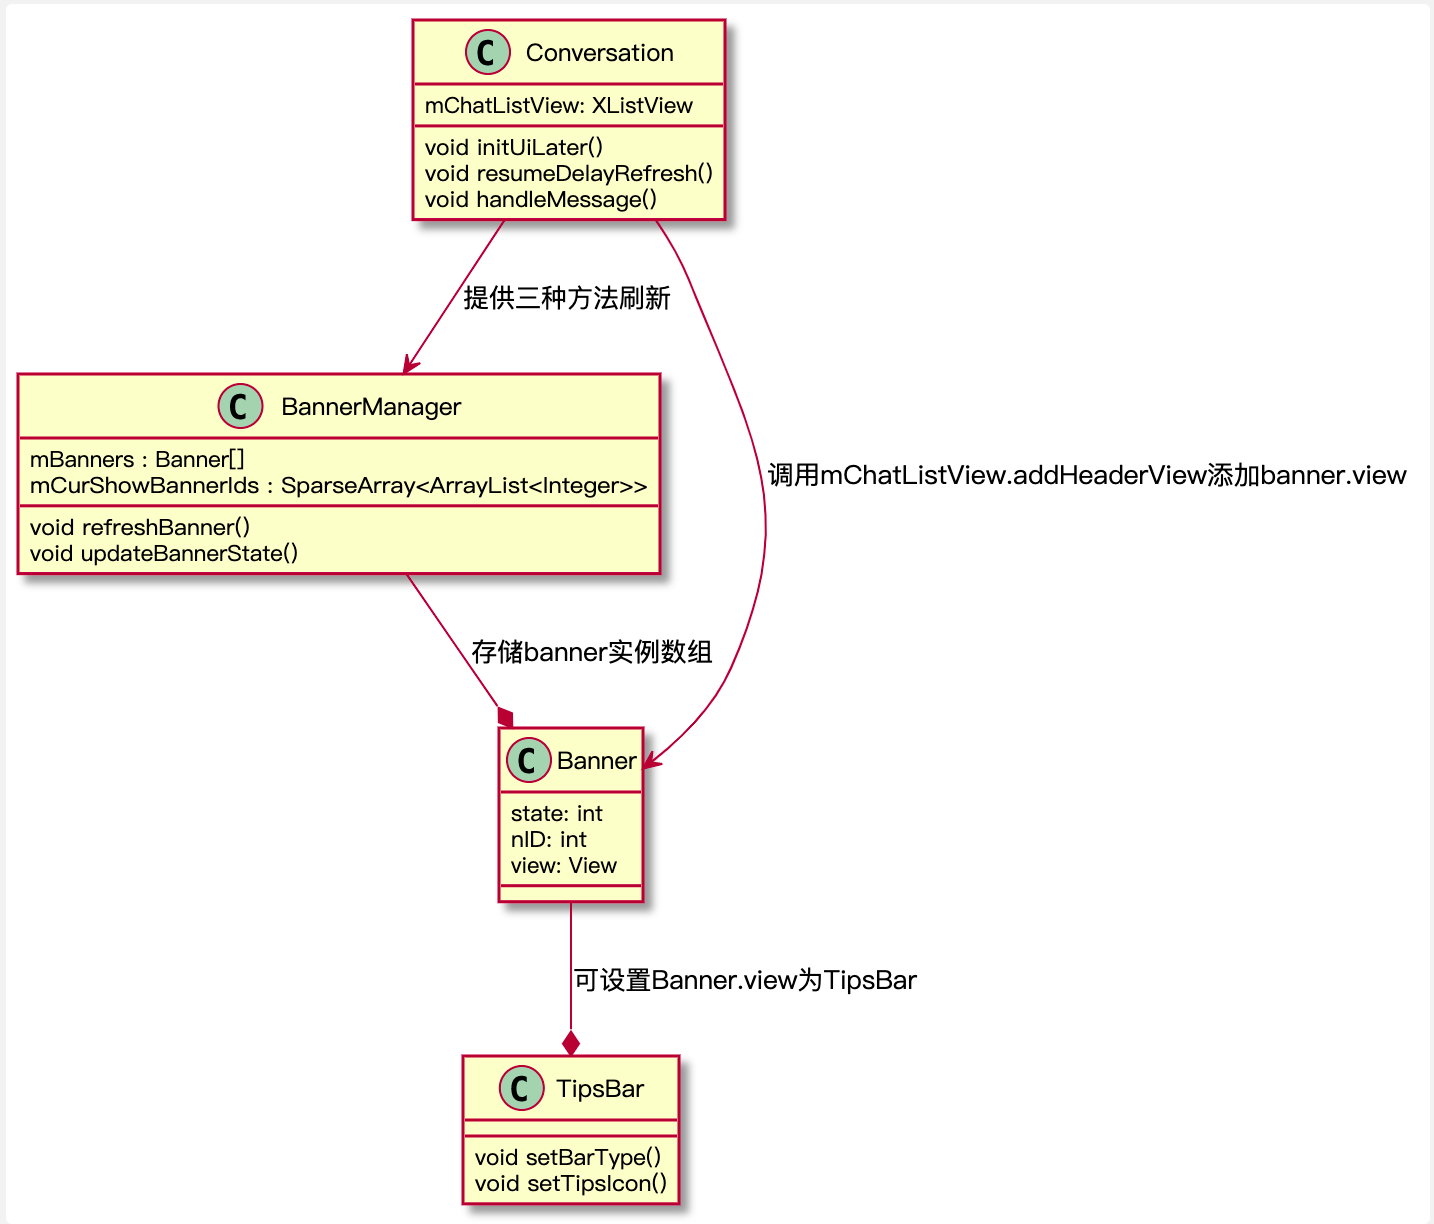 C Conversation
mChatListView: XListView
void initUiLater()
void resumeDelayRefresh()
void handleMessage()
提供三种方法刷新
C BannerManager
mBanners : Banner[]
mCurShowBannerIds : SparseArray<ArrayList<Integer>>
void refreshBanner()
void updateBannerState()
调用mChatListView.addHeaderView添加banner.view
存储banner实例数组
C Banner
state: int
nID: int
view: View
可设置Banner.view为TipsBar
C TipsBar
void setBarType()
void setTipsIcon()